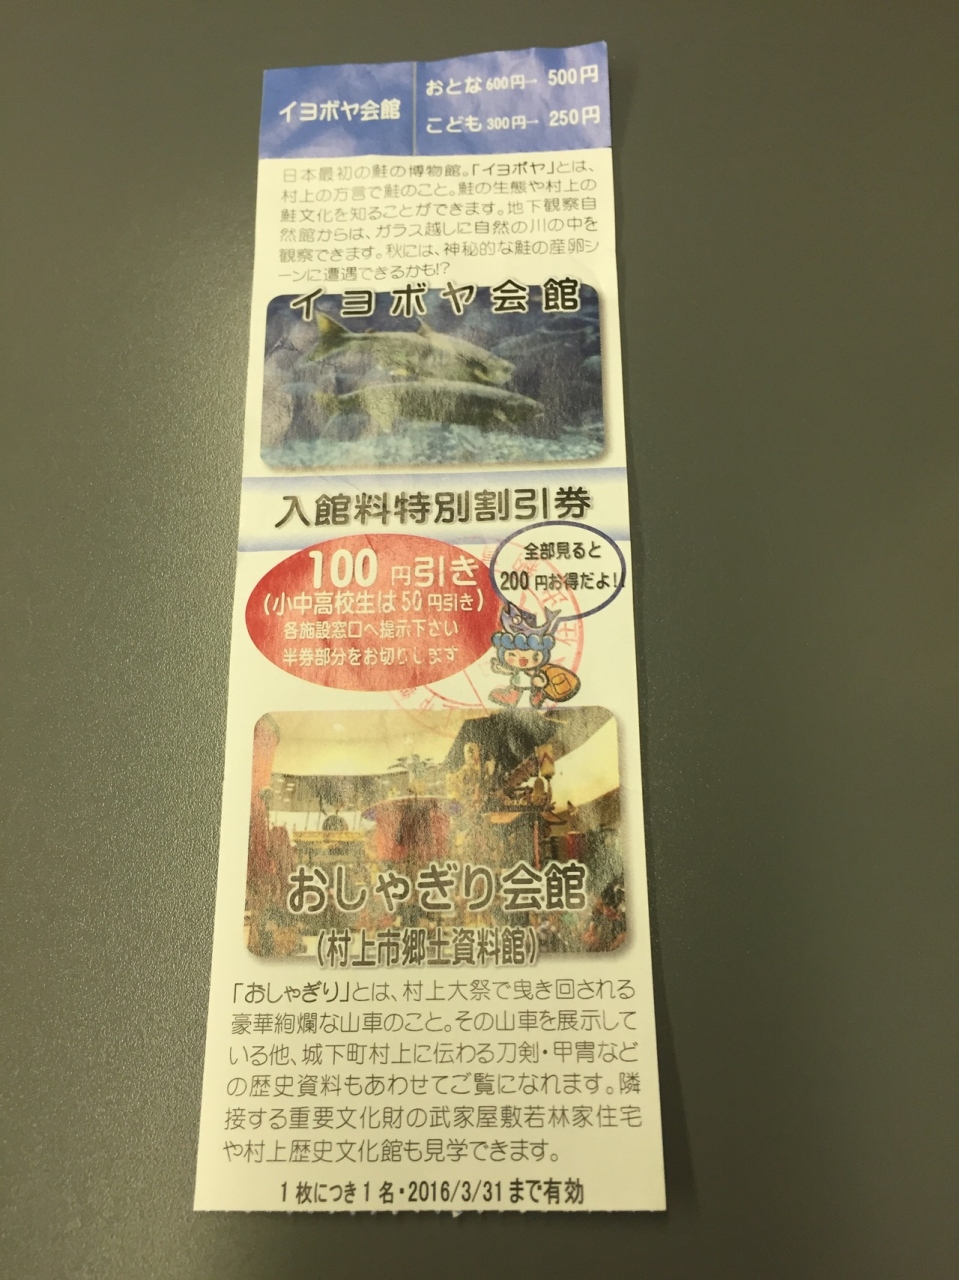 イヨボヤ会館
おとな600円→ 500円
こども300円→ 250円
日本最初の鮭の博物館。「イヨボヤ」とは、
村上の方言で鮭のこと。鮭の生態や村上の
鮭文化を知ることができます。地下観察自
然館からは、ガラス越しに自然の川の中を
観察できます。秋には、神秘的な鮭の産卵シ
ーンに遭遇できるかも!?
イヨボヤ会館
入館料特別割引券
100円引き
(小中高校生は50円引き)
各施設窓口へ提示下さい
半券部分をお切りします
全部見ると
200円お得だよ!!
おしゃぎり会館
(村上市郷土資料館)
「おしゃぎり」とは、村上大祭で曳き回される
豪華絢爛な山車のこと。その山車を展示して
いる他、城下町村上に伝わる刀剣・甲冑など
の歴史資料もあわせてご覧になれます。隣
接する重要文化財の武家屋敷若林家住宅
や村上歴史文化館も見学できます。
1枚につき1名・2016/3/31まで有効